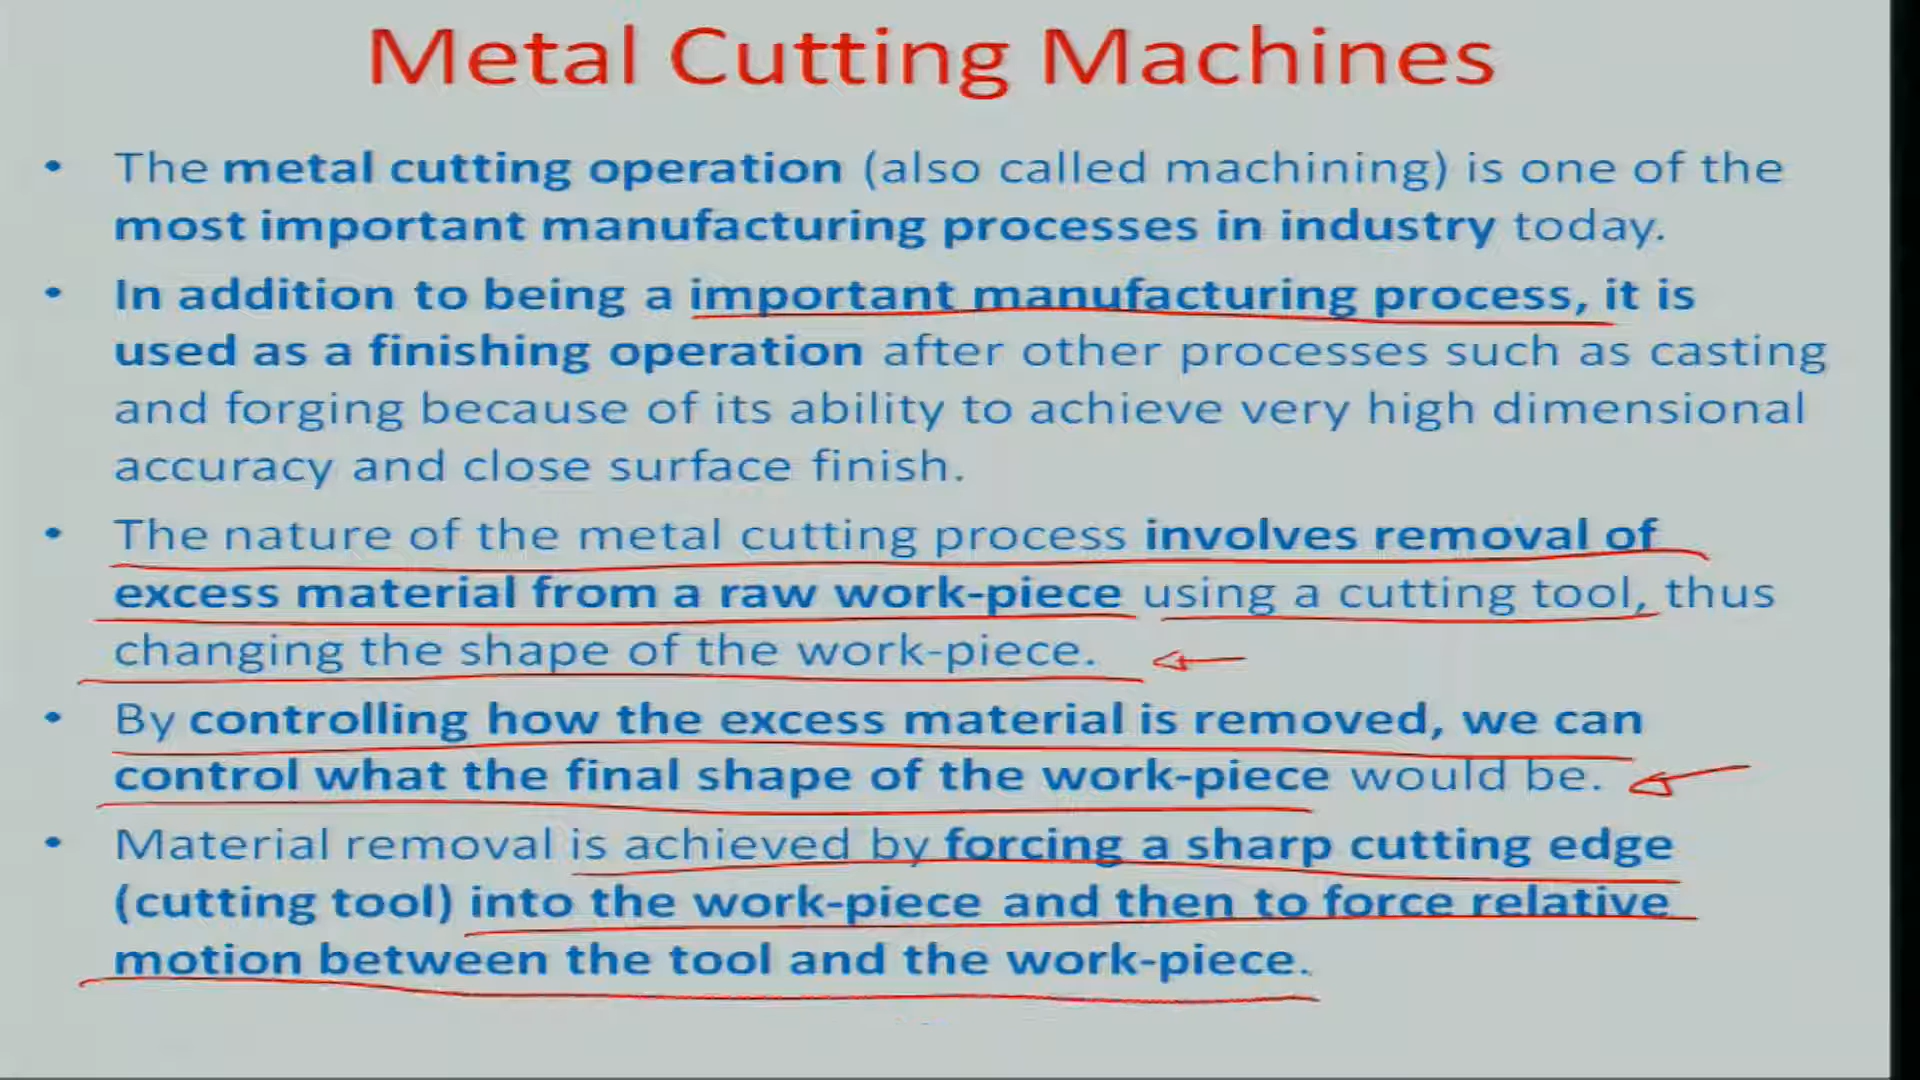 Metal Cutting Machines
• The metal cutting operation (also called machining) is one of the
most important manufacturing processes in industry today.
• In addition to being a important manufacturing process, it is
used as a finishing operation after other processes such as casting
and forging because of its ability to achieve very high dimensional
accuracy and close surface finish.
• The nature of the metal cutting process involves removal of
excess material from a raw work-piece using a cutting tool, thus
changing the shape of the work-piece.
• By controlling how the excess material is removed, we can
control what the final shape of the work-piece would be.
• Material removal is achieved by forcing a sharp cutting edge
(cutting tool) into the work-piece and then to force relative
motion between the tool and the work-piece.